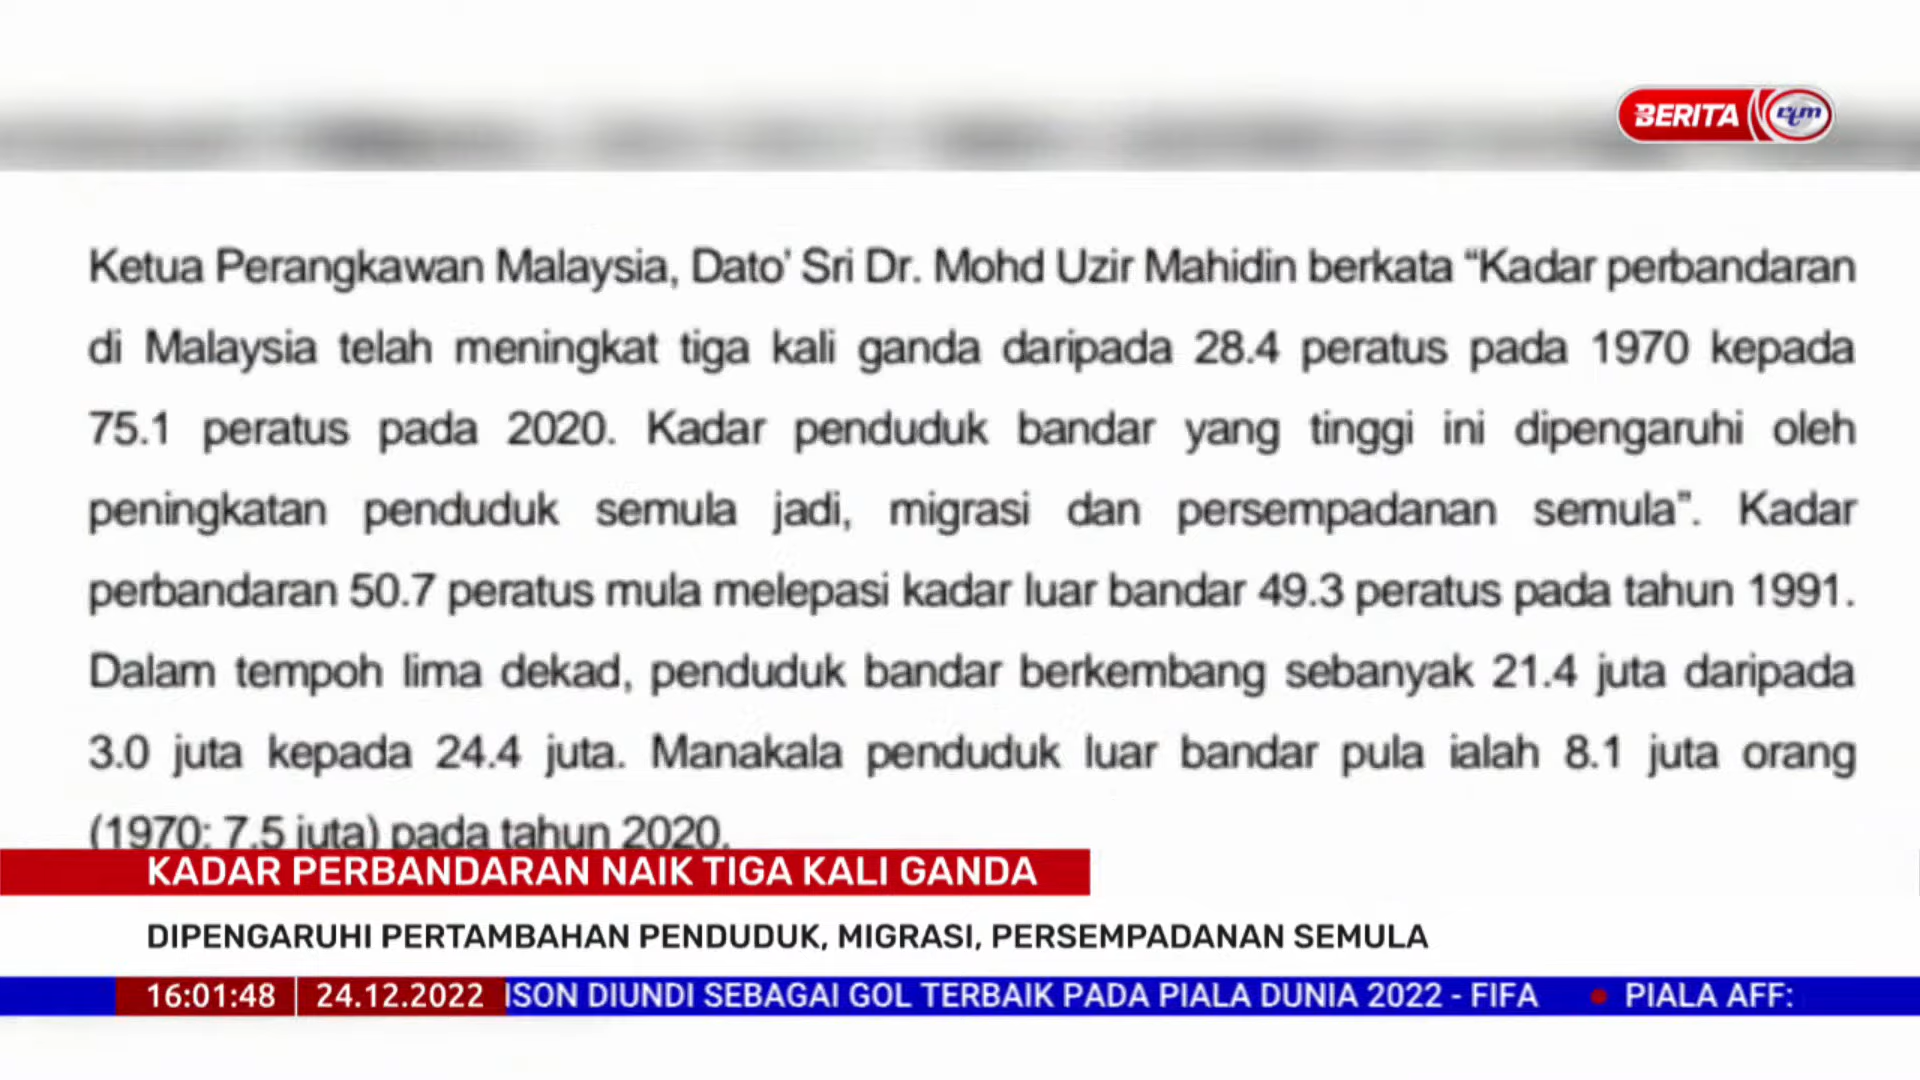 BERITA rtm
Ketua Perangkawan Malaysia, Dato' Sri Dr. Mohd Uzir Mahidin berkata “Kadar perbandaran
di Malaysia telah meningkat tiga kali ganda daripada 28.4 peratus pada 1970 kepada
75.1 peratus pada 2020. Kadar penduduk bandar yang tinggi ini dipengaruhi oleh
peningkatan penduduk semula jadi, migrasi dan persempadanan semula”. Kadar
perbandaran 50.7 peratus mula melepasi kadar luar bandar 49.3 peratus pada tahun 1991.
Dalam tempoh lima dekad, penduduk bandar berkembang sebanyak 21.4 juta daripada
3.0 juta kepada 24.4 juta. Manakala penduduk luar bandar pula ialah 8.1 juta orang
(1970: 7.5 juta) pada tahun 2020.
KADAR PERBANDARAN NAIK TIGA KALI GANDA
DIPENGARUHI PERTAMBAHAN PENDUDUK, MIGRASI, PERSEMPADANAN SEMULA
16:01:48 24.12.2022 ISON DIUNDI SEBAGAI GOL TERBAIK PADA PIALA DUNIA 2022 - FIFA • PIALA AFF: